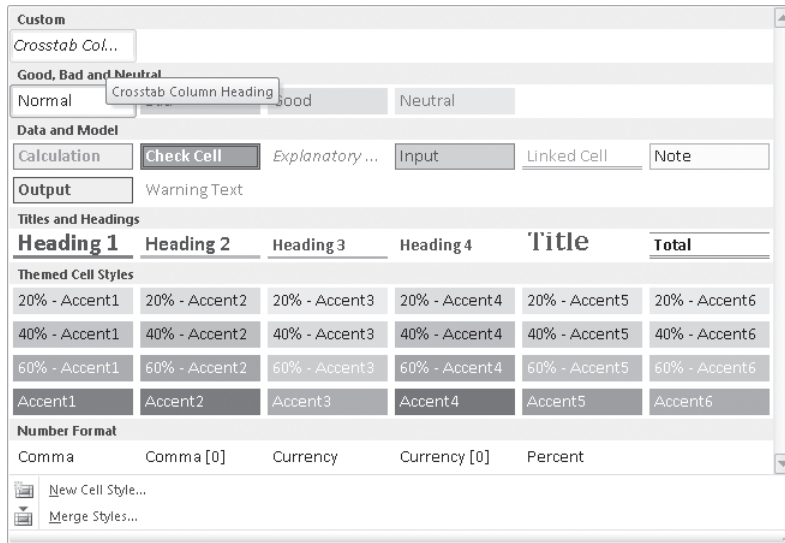 Custom
Crosstab Col...
Good, Bad and Neutral
Crosstab Column Heading
Normal Good Neutral
Data and Model
Calculation Check Cell Explanatory ... Input Linked Cell Note
Output Warning Text
Titles and Headings
Heading 1 Heading 2 Heading 3 Heading 4 Title Total
Themed Cell Styles
20% - Accent1 20% - Accent2 20% - Accent3 20% - Accent4 20% - Accent5 20% - Accent6
40% - Accent1 40% - Accent2 40% - Accent3 40% - Accent4 40% - Accent5 40% - Accent6
60% - Accent1 60% - Accent2 60% - Accent3 60% - Accent4 60% - Accent5 60% - Accent6
Accent1 Accent2 Accent3 Accent4 Accent5 Accent6
Number Format
Comma Comma [0] Currency Currency [0] Percent
New Cell Style...
Merge Styles...